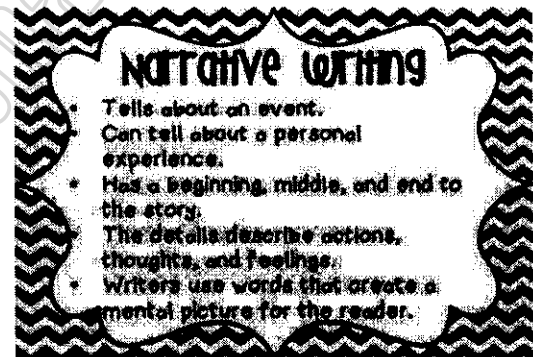 Narrative Writing
• Tells about an event.
• Can tell about a personal
experience.
• Has a beginning, middle, and end to
the story.
• The details describe actions,
thoughts, and feelings.
• Writers use words that create a
mental picture for the reader.